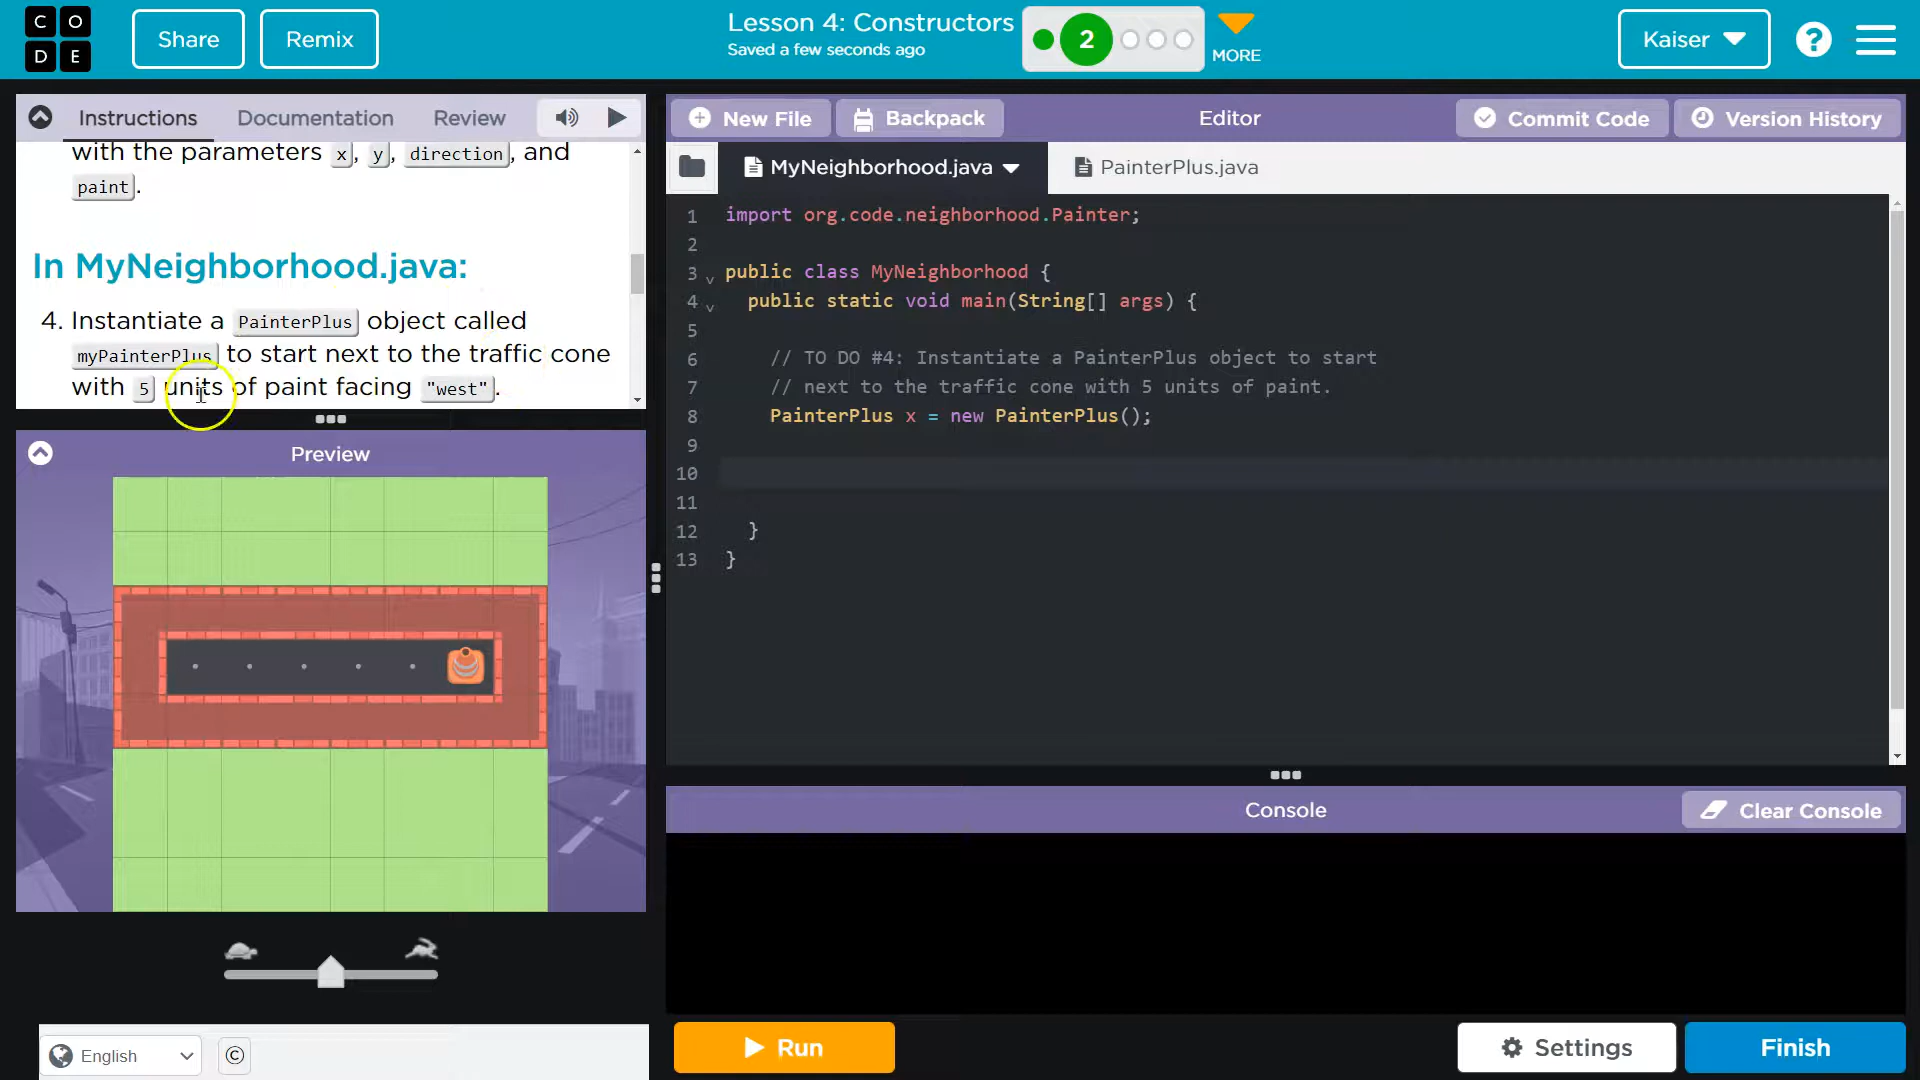 C O D E
Share
Remix
Lesson 4: Constructors
Saved a few seconds ago
2
MORE
Kaiser
?
Instructions
Documentation
Review
with the parameters x, y, direction, and
paint.
In MyNeighborhood.java:
4. Instantiate a PainterPlus object called
myPainterPlus to start next to the traffic cone
with 5 units of paint facing "west".
Preview
English
©
New File
Backpack
Editor
Commit Code
Version History
MyNeighborhood.java
PainterPlus.java
1 import org.code.neighborhood.Painter;
2
3 public class MyNeighborhood {
4 public static void main(String[] args) {
5
6 // TO DO #4: Instantiate a PainterPlus object to start
7 // next to the traffic cone with 5 units of paint.
8 PainterPlus x = new PainterPlus();
9
10
11
12 }
13 }
Console
Clear Console
Run
Settings
Finish